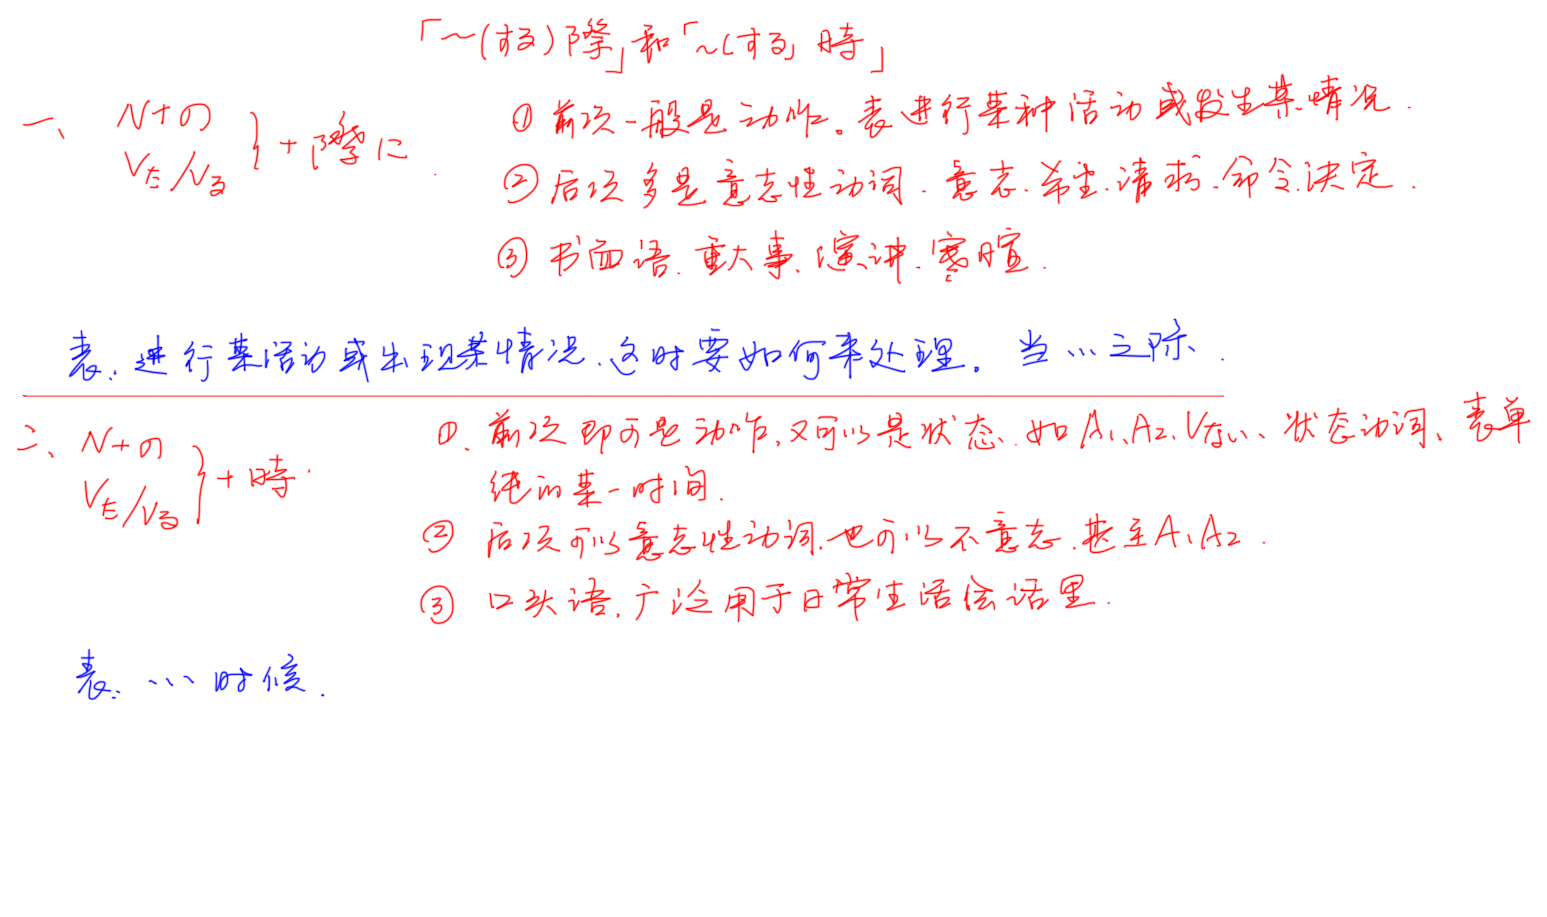 「～(する)際」和「～(する)時」
一、 N+の
Vた/Vる }+際に.
① 前项一般是动作。表进行某种活动或发生某情况.
② 后项多是意志性动词.意志.希望.请求.命令.决定.
③ 书面语.重大事、演讲.寒暄.
表:进行某活动或出现某情况、这时要如何来处理。 当…之际.
二、 N+の
Vた/Vる }+時.
①.前项即可是动作,又可以是状态.如A1、A2、Vない、状态动词、表单
纯的某一时间.
② 后项可以意志性动词.也可以不意志.甚至A1A2.
③ 口头语.广泛用于日常生活会话里.
表:…时候.